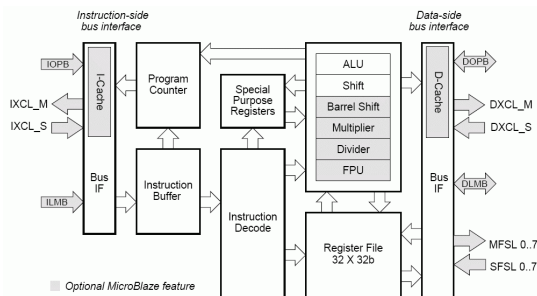 Instruction-side
bus interface
Data-side
bus interface
IOPB
I-Cache
IXCL_M
IXCL_S
Bus
IF
ILMB
Program
Counter
Special
Purpose
Registers
Instruction
Buffer
Instruction
Decode
ALU
Shift
Barrel Shift
Multiplier
Divider
FPU
Register File
32 X 32b
D-Cache
Bus
IF
DOPB
DXCL_M
DXCL_S
DLMB
MFSL 0..7
SFSL 0..7
Optional MicroBlaze feature